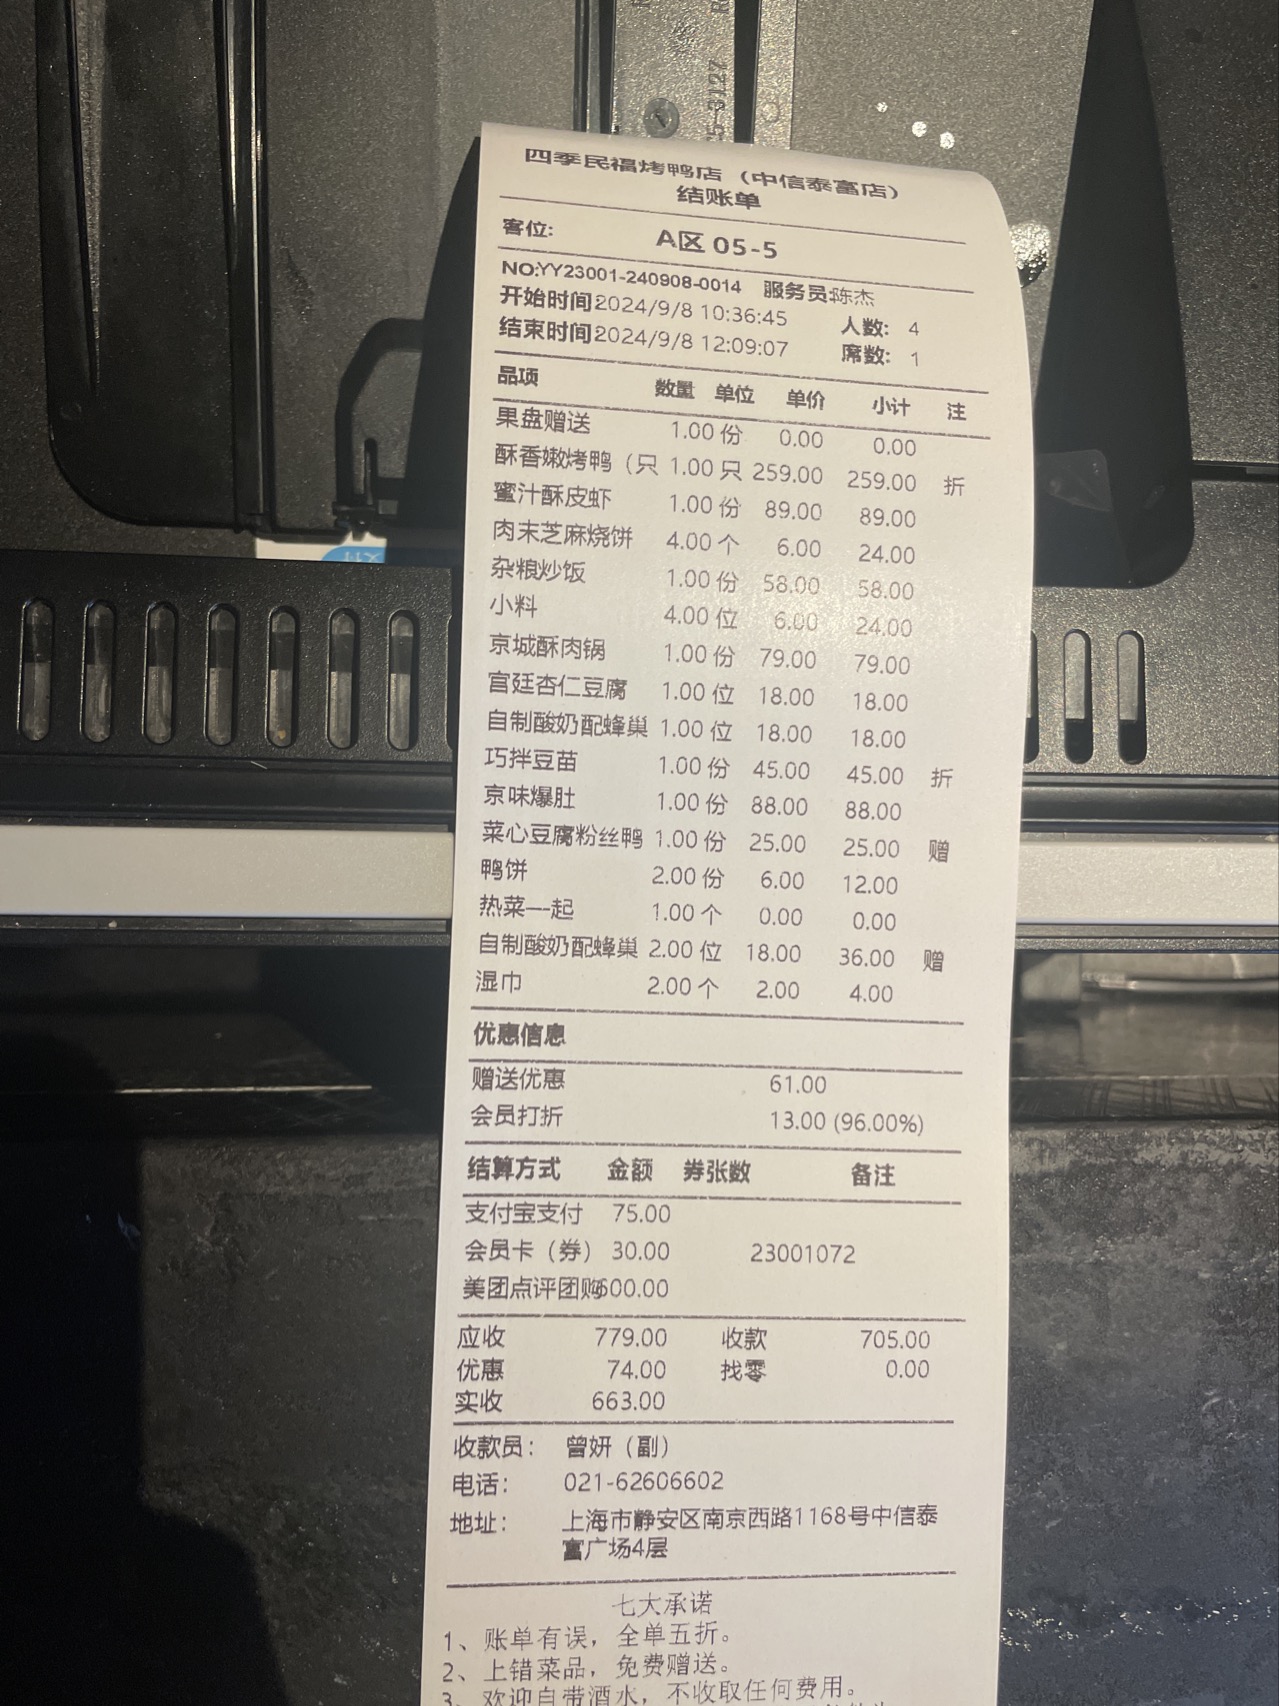 5-3127
四季民福烤鸭店（中信泰富店）
结账单
客位: A区 05-5
NO:YY23001-240908-0014 服务员:陈杰
开始时间:2024/9/8 10:36:45 人数: 4
结束时间:2024/9/8 12:09:07 席数: 1
品项 数量 单位 单价 小计 注
果盘赠送 1.00 份 0.00 0.00
酥香嫩烤鸭（只 1.00 只 259.00 259.00 折
蜜汁酥皮虾 1.00 份 89.00 89.00
肉末芝麻烧饼 4.00 个 6.00 24.00
杂粮炒饭 1.00 份 58.00 58.00
小料 4.00 位 6.00 24.00
京城酥肉锅 1.00 份 79.00 79.00
宫廷杏仁豆腐 1.00 位 18.00 18.00
自制酸奶配蜂巢 1.00 位 18.00 18.00
巧拌豆苗 1.00 份 45.00 45.00 折
京味爆肚 1.00 份 88.00 88.00
菜心豆腐粉丝鸭 1.00 份 25.00 25.00 赠
鸭饼 2.00 份 6.00 12.00
热菜一起 1.00 个 0.00 0.00
自制酸奶配蜂巢 2.00 位 18.00 36.00 赠
湿巾 2.00 个 2.00 4.00
优惠信息
赠送优惠 61.00
会员打折 13.00 (96.00%)
结算方式 金额 券张数 备注
支付宝支付 75.00
会员卡（券） 30.00 23001072
美团点评团购600.00
应收 779.00 收款 705.00
优惠 74.00 找零 0.00
实收 663.00
收款员: 曾妍（副）
电话: 021-62606602
地址: 上海市静安区南京西路1168号中信泰
富广场4层
七大承诺
1、账单有误，全单五折。
2、上错菜品，免费赠送。
3、欢迎自带酒水，不收取任何费用。